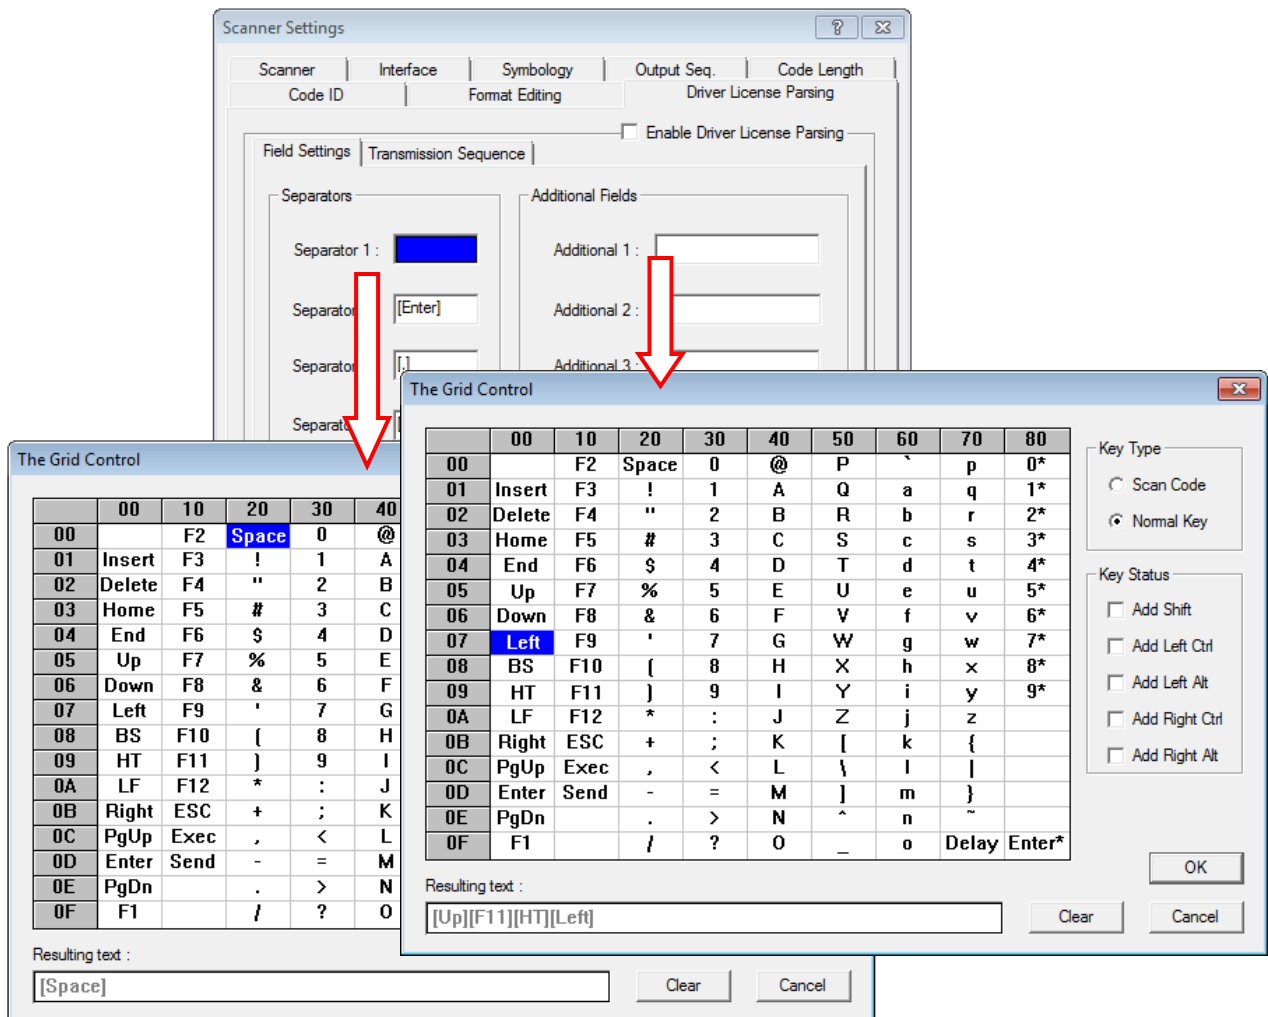 Scanner Settings
Scanner Interface Symbology Output Seq. Code Length
Code ID Format Editing Driver License Parsing
Enable Driver License Parsing
Field Settings Transmission Sequence
Separators Additional Fields
Separator 1 : Additional 1 :
Separator [Enter] Additional 2 :
Separator [,] Additional 3 :
Separat
The Grid Control
00 10 20 30 40 50 60 70 80
00 F2 Space 0 @ P ` p 0*
01 Insert F3 ! 1 A Q a q 1*
02 Delete F4 " 2 B R b r 2*
03 Home F5 # 3 C S c s 3*
04 End F6 $ 4 D T d t 4*
05 Up F7 % 5 E U e u 5*
06 Down F8 & 6 F V f v 6*
07 Left F9 ' 7 G W g w 7*
08 BS F10 ( 8 H X h x 8*
09 HT F11 ) 9 I Y i y 9*
0A LF F12 * : J Z j z
0B Right ESC + ; K [ k {
0C PgUp Exec , < L \ l |
0D Enter Send - = M ] m }
0E PgDn . > N ^ n ~
0F F1 / ? O _ o Delay Enter*
Key Type
Scan Code
Normal Key
Key Status
Add Shift
Add Left Ctrl
Add Left Alt
Add Right Ctrl
Add Right Alt
OK
Resulting text :
[Up][F11][HT][Left] Clear Cancel
The Grid Control
00 10 20 30 40
00 F2 Space 0 @
01 Insert F3 ! 1 A
02 Delete F4 " 2 B
03 Home F5 # 3 C
04 End F6 $ 4 D
05 Up F7 % 5 E
06 Down F8 & 6 F
07 Left F9 ' 7 G
08 BS F10 ( 8 H
09 HT F11 ) 9 I
0A LF F12 * : J
0B Right ESC + ; K
0C PgUp Exec , < L
0D Enter Send - = M
0E PgDn . > N
0F F1 / ? O
Resulting text :
[Space] Clear Cancel